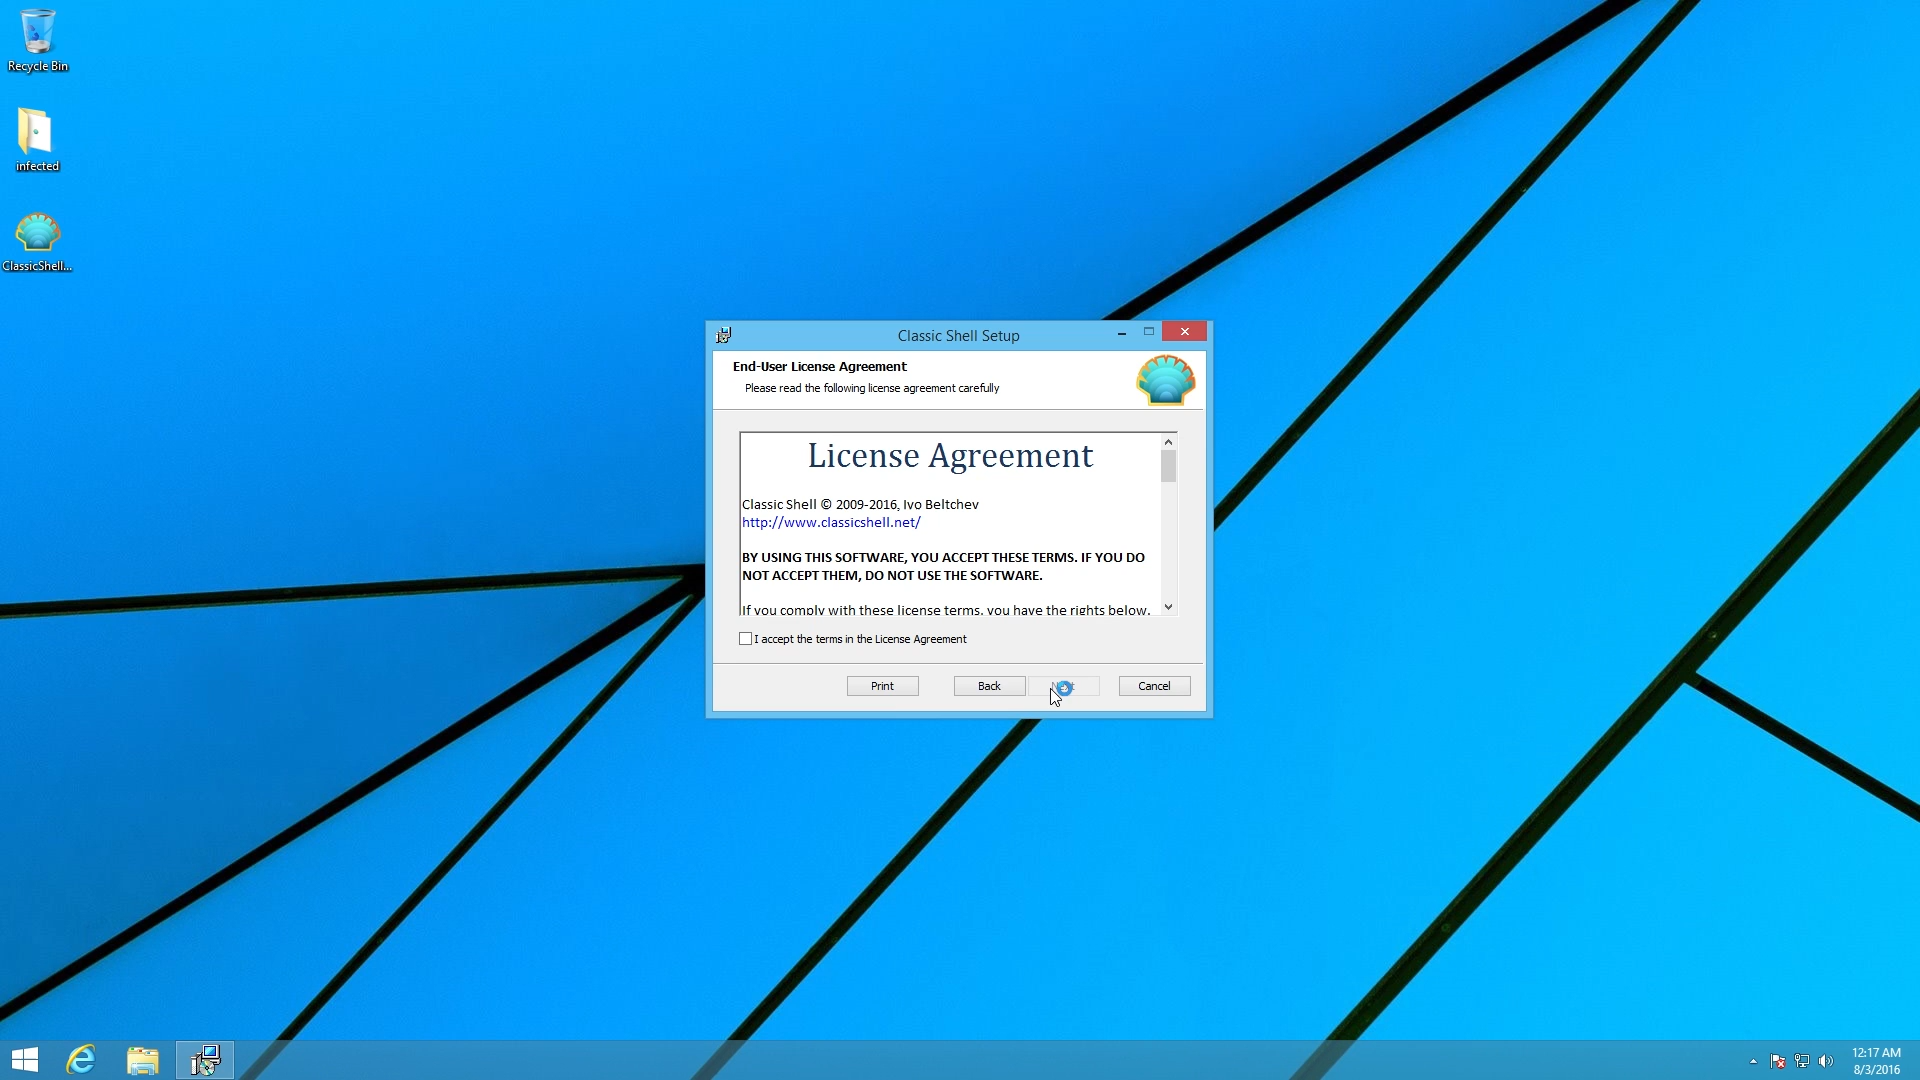 Recycle Bin
infected
ClassicShell...
Classic Shell Setup
End-User License Agreement
Please read the following license agreement carefully
License Agreement
Classic Shell © 2009-2016, Ivo Beltchev
http://www.classicshell.net/
BY USING THIS SOFTWARE, YOU ACCEPT THESE TERMS. IF YOU DO
NOT ACCEPT THEM, DO NOT USE THE SOFTWARE.
If you comply with these license terms, you have the rights below.
I accept the terms in the License Agreement
Print
Back
Cancel
12:17 AM
8/3/2016